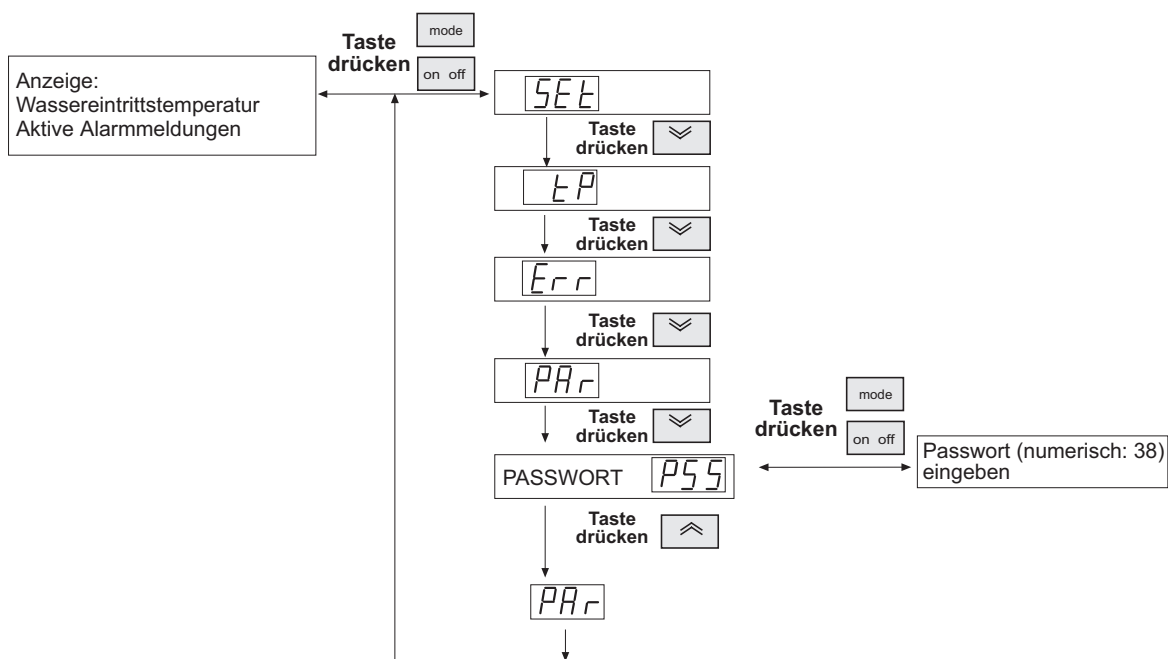 Taste
drücken
mode
on off
Anzeige:
Wassereintrittstemperatur
Aktive Alarmmeldungen
SEt
Taste
drücken
tP
Taste
drücken
Err
Taste
drücken
PAr
Taste
drücken
Taste
drücken
mode
on off
PASSWORT PSS
Passwort (numerisch: 38)
eingeben
Taste
drücken
PAr